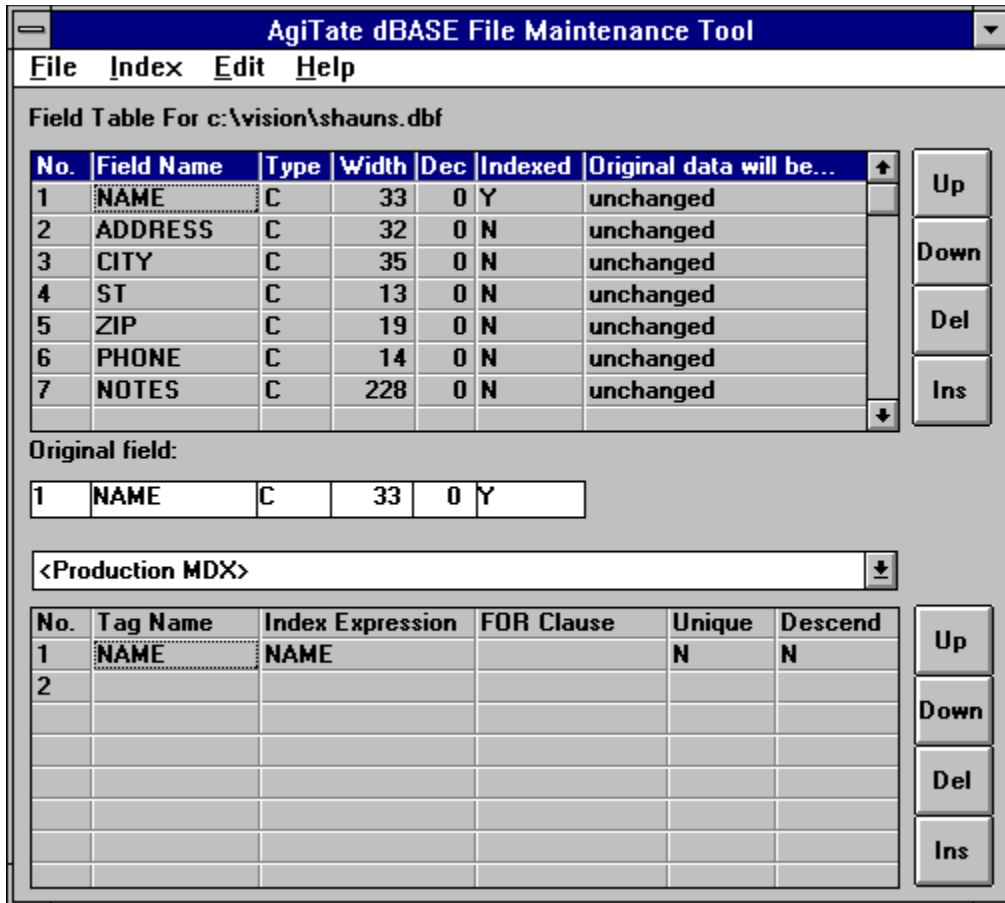 AgiTate dBASE File Maintenance Tool
File Index Edit Help
Field Table For c:\vision\shauns.dbf
No. Field Name Type Width Dec Indexed Original data will be...
1 NAME C 33 0 Y unchanged
2 ADDRESS C 32 0 N unchanged
3 CITY C 35 0 N unchanged
4 ST C 13 0 N unchanged
5 ZIP C 19 0 N unchanged
6 PHONE C 14 0 N unchanged
7 NOTES C 228 0 N unchanged
Up
Down
Del
Ins
Original field:
1 NAME C 33 0 Y
<Production MDX>
No. Tag Name Index Expression FOR Clause Unique Descend
1 NAME NAME N N
2
Up
Down
Del
Ins